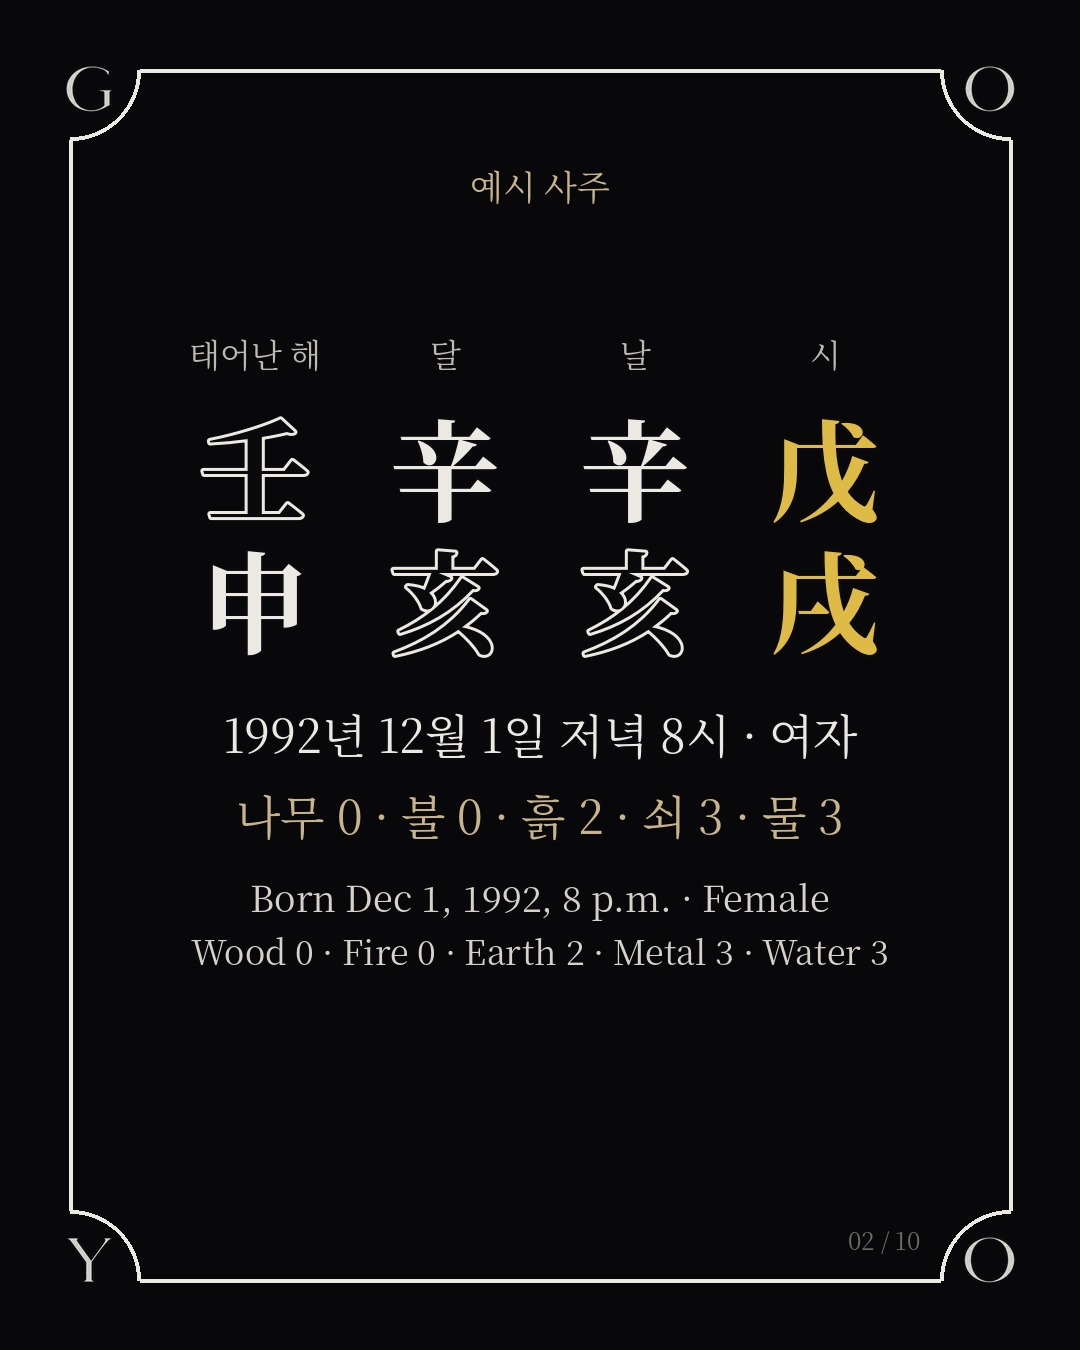 G O
예시 사주
태어난 해 달 날 시
壬 辛 辛 戊
申 亥 亥 戌
1992년 12월 1일 저녁 8시 · 여자
나무 0 · 불 0 · 흙 2 · 쇠 3 · 물 3
Born Dec 1, 1992, 8 p.m. · Female
Wood 0 · Fire 0 · Earth 2 · Metal 3 · Water 3
02 / 10
Y O